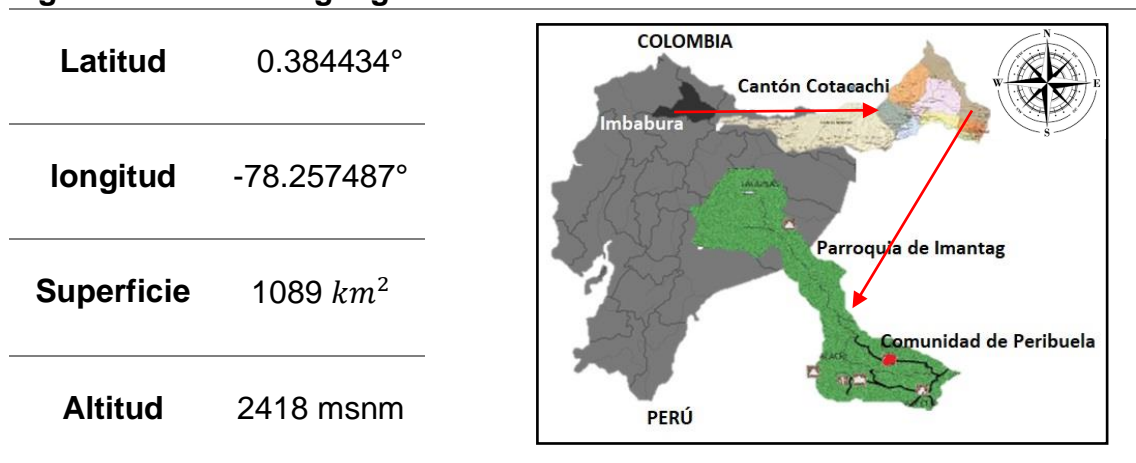 Latitud 0.384434°
longitud -78.257487°
Superficie 1089 km²
Altitud 2418 msnm
COLOMBIA
N
Cantón Cotacachi
W
E
Imbabura
S
Parroquia de Imantag
Comunidad de Peribuela
PERÚ